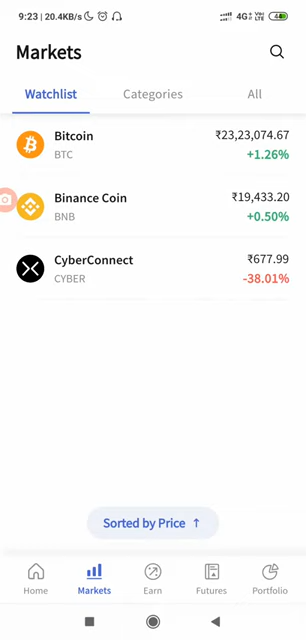 9:23 | 20.4KB/s 4G VoLTE 40
Markets
Watchlist Categories All
Bitcoin ₹23,23,074.67
BTC +1.26%
Binance Coin ₹19,433.20
BNB +0.50%
CyberConnect ₹677.99
CYBER -38.01%
Sorted by Price ↑
Home Markets Earn Futures Portfolio